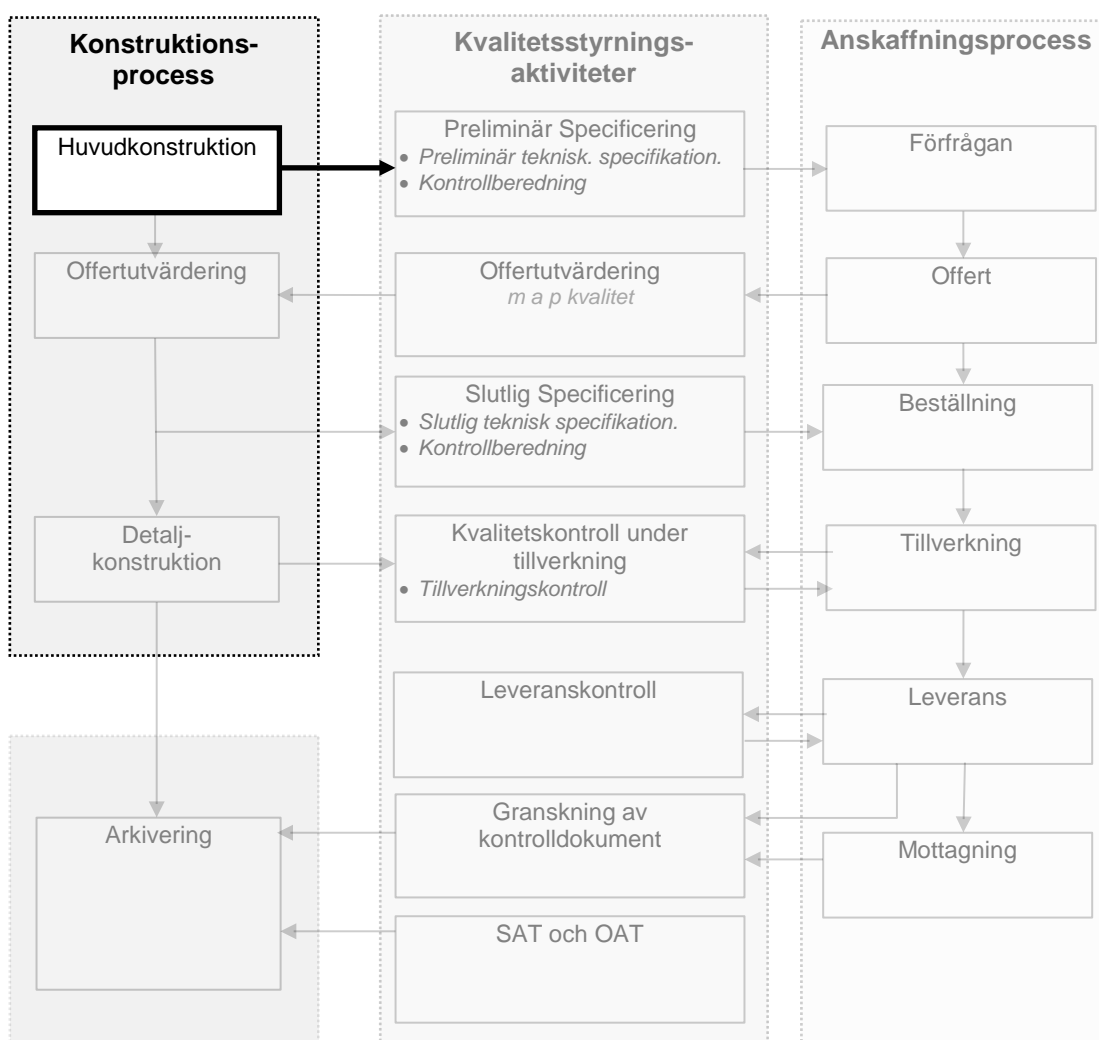 Konstruktions-
process
Huvudkonstruktion
Offertutvärdering
Detalj-
konstruktion
Arkivering
Kvalitetsstyrnings-
aktiviteter
Preliminär Specificering
• Preliminär teknisk. specifikation.
• Kontrollberedning
Offertutvärdering
m a p kvalitet
Slutlig Specificering
• Slutlig teknisk specifikation.
• Kontrollberedning
Kvalitetskontroll under
tillverkning
• Tillverkningskontroll
Leveranskontroll
Granskning av
kontrolldokument
SAT och OAT
Anskaffningsprocess
Förfrågan
Offert
Beställning
Tillverkning
Leverans
Mottagning